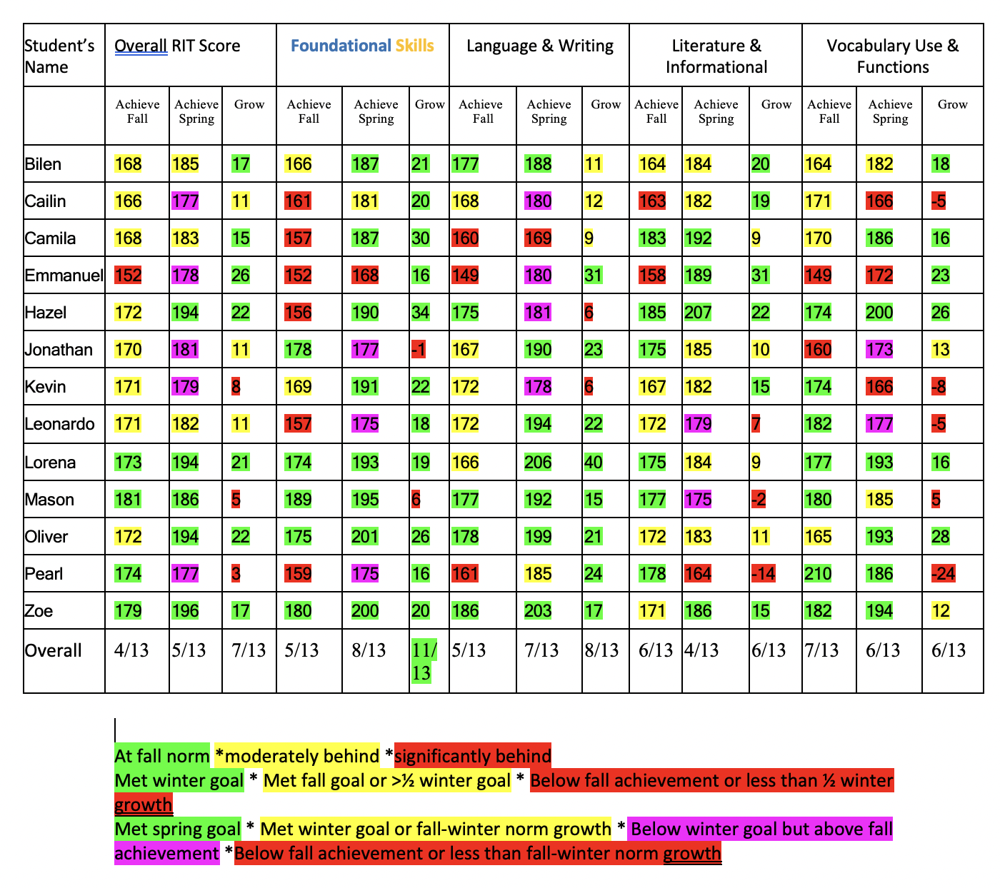 Student's Overall RIT Score Foundational Skills Language & Writing Literature & Vocabulary Use &
Name Informational Functions
Achieve Achieve Grow Achieve Achieve Grow Achieve Achieve Grow Achieve Achieve Grow Achieve Achieve Grow
Fall Spring Fall Spring Fall Spring Fall Spring Fall Spring
Bilen 168 185 17 166 187 21 177 188 11 164 184 20 164 182 18
Cailin 166 177 11 161 181 20 168 180 12 163 182 19 171 166 -5
Camila 168 183 15 157 187 30 160 169 9 183 192 9 170 186 16
Emmanuel 152 178 26 152 168 16 149 180 31 158 189 31 149 172 23
Hazel 172 194 22 156 190 34 175 181 6 185 207 22 174 200 26
Jonathan 170 181 11 178 177 -1 167 190 23 175 185 10 160 173 13
Kevin 171 179 8 169 191 22 172 178 6 167 182 15 174 166 -8
Leonardo 171 182 11 157 175 18 172 194 22 172 179 7 182 177 -5
Lorena 173 194 21 174 193 19 166 206 40 175 184 9 177 193 16
Mason 181 186 5 189 195 6 177 192 15 177 175 -2 180 185 5
Oliver 172 194 22 175 201 26 178 199 21 172 183 11 165 193 28
Pearl 174 177 3 159 175 16 161 185 24 178 164 -14 210 186 -24
Zoe 179 196 17 180 200 20 186 203 17 171 186 15 182 194 12
Overall 4/13 5/13 7/13 5/13 8/13 11/ 5/13 7/13 8/13 6/13 4/13 6/13 7/13 6/13 6/13
13
At fall norm *moderately behind *significantly behind
Met winter goal * Met fall goal or >½ winter goal * Below fall achievement or less than ½ winter
growth
Met spring goal * Met winter goal or fall-winter norm growth * Below winter goal but above fall
achievement *Below fall achievement or less than fall-winter norm growth